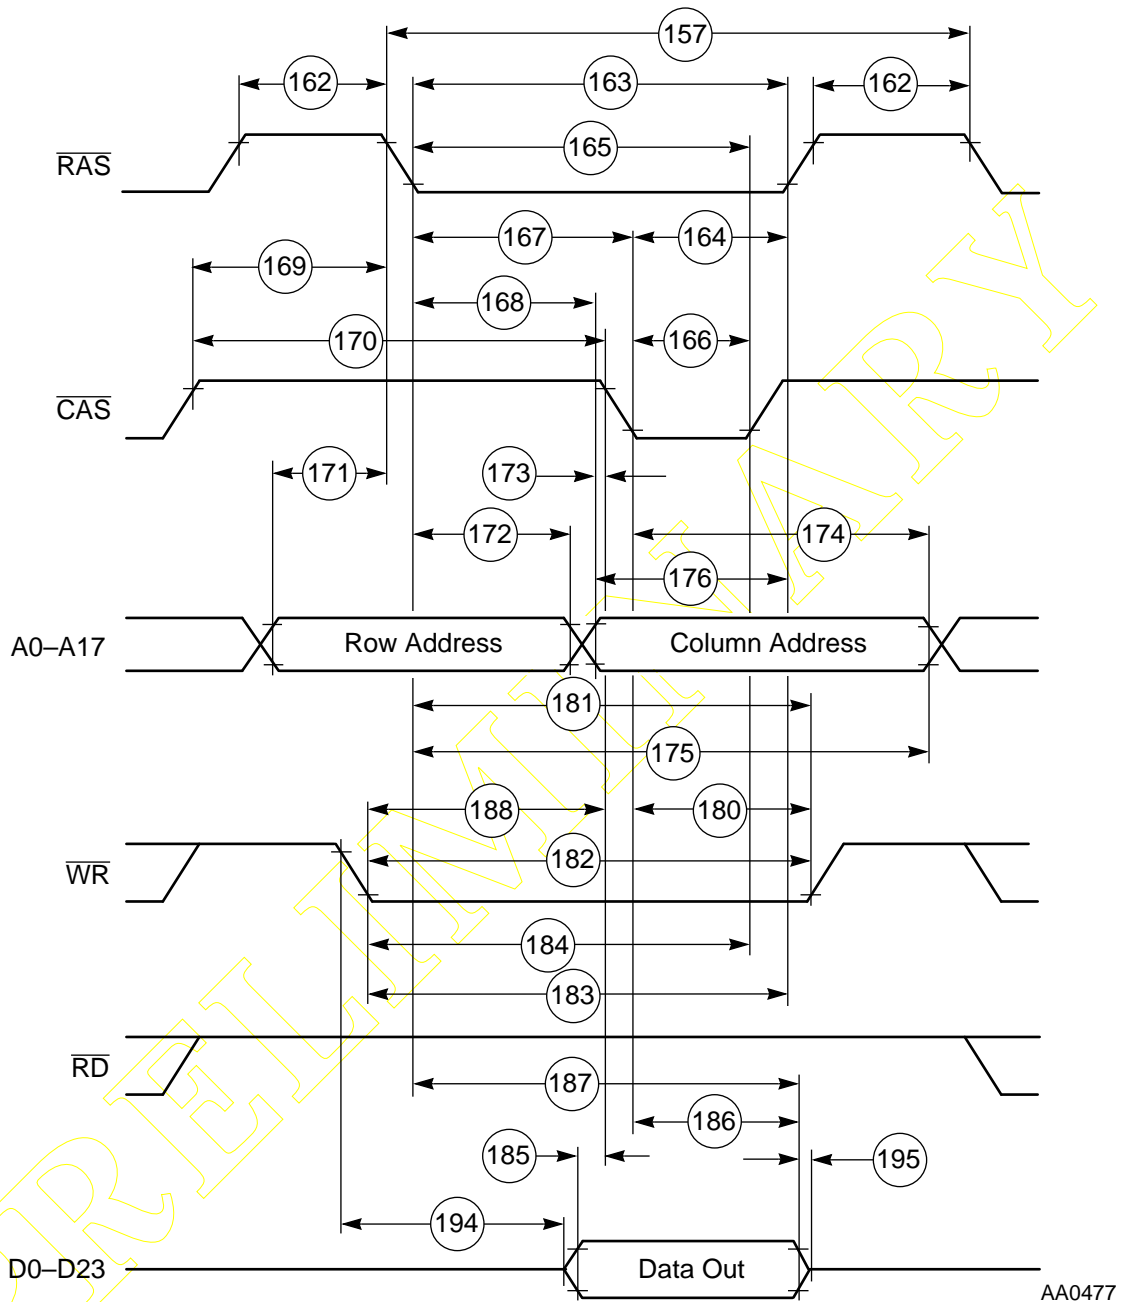 157
162
163
162
165
RAS
167
164
169
168
170
166
CAS
171
173
172
174
176
A0–A17
Row Address
Column Address
181
175
188
180
182
WR
184
183
RD
187
186
185
195
194
D0–D23
Data Out
AA0477
PRELIMINARY